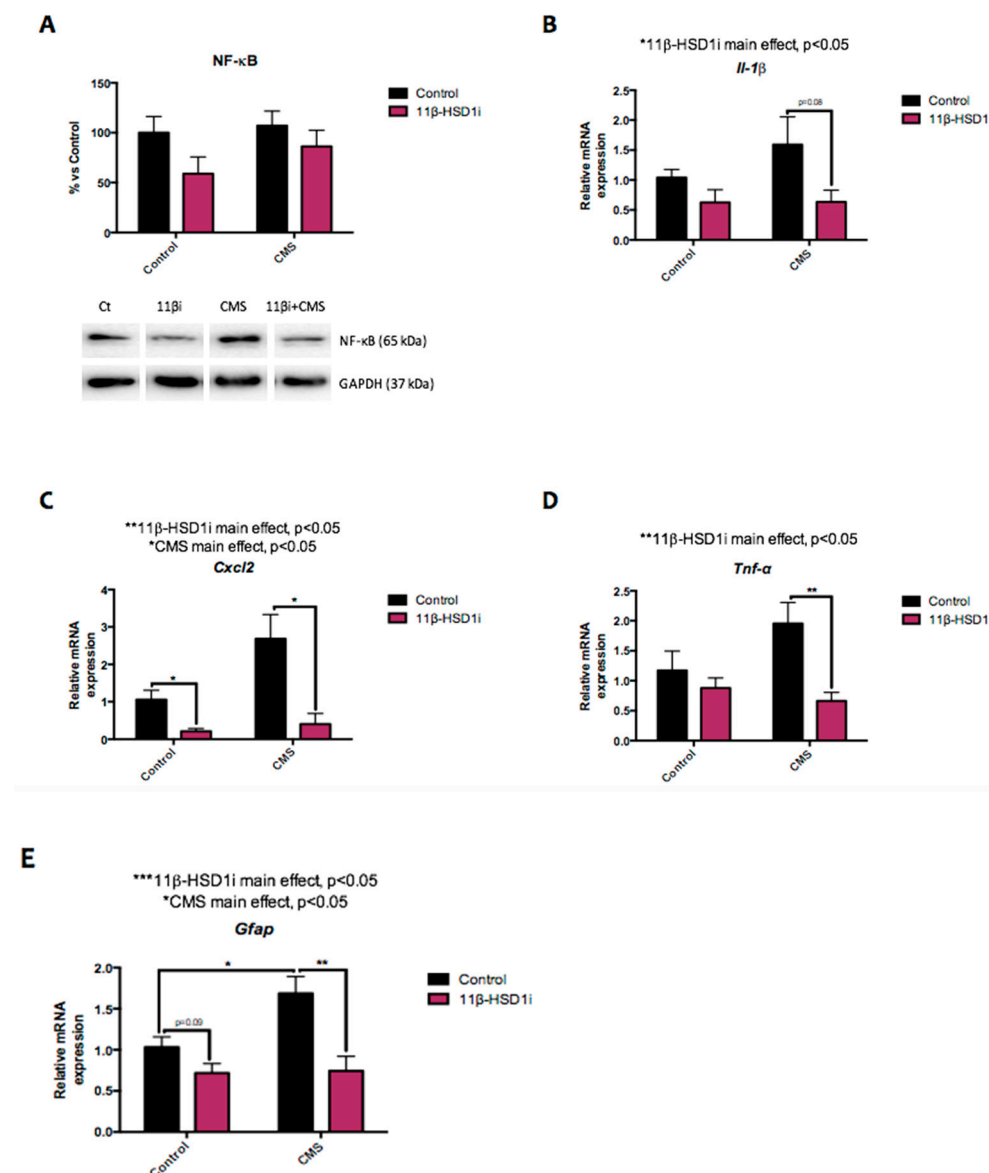 A
NF-κB
150
100
50
0
% vs Control
Control
CMS
Control
11β-HSD1i
Ct 11βi CMS 11βi+CMS
NF-κB (65 kDa)
GAPDH (37 kDa)
B
*11β-HSD1i main effect, p<0.05
Il-1β
2.5
2.0
1.5
1.0
0.5
0.0
Relative mRNA
expression
p=0.08
Control
CMS
Control
11β-HSD1
C
**11β-HSD1i main effect, p<0.05
*CMS main effect, p<0.05
Cxcl2
4
3
2
1
0
Relative mRNA
expression
*
*
Control
CMS
Control
11β-HSD1i
D
**11β-HSD1i main effect, p<0.05
Tnf-α
2.5
2.0
1.5
1.0
0.5
0.0
Relative mRNA
expression
**
Control
CMS
Control
11β-HSD1
E
***11β-HSD1i main effect, p<0.05
*CMS main effect, p<0.05
Gfap
2.0
1.5
1.0
0.5
0.0
Relative mRNA
expression
*
**
p=0.09
Control
CMS
Control
11β-HSD1i